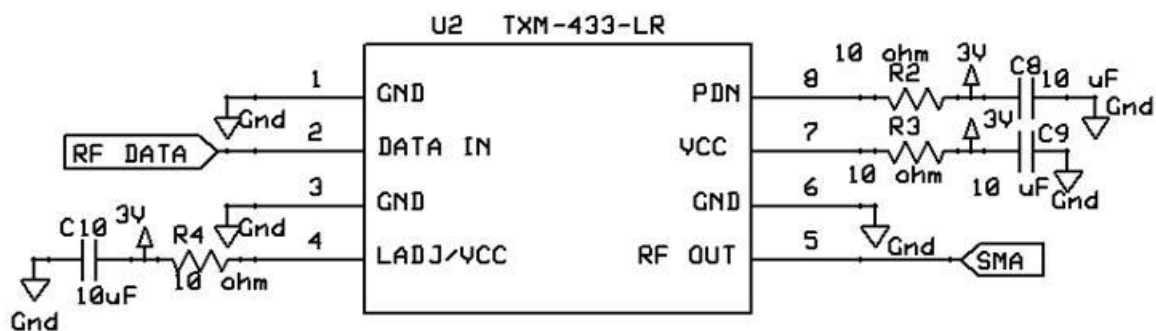 U2 TXM-433-LR
10 ohm 3V C8
1 GND PDN 8 R2 10 uF
Gnd Gnd
RF DATA 2 DATA IN VCC 7 R3 3V C9
10 ohm 10 uF Gnd
3 GND GND 6
Gnd Gnd
C10 3V R4 4 LADJ/VCC RF OUT 5 SMA
10uF 10 ohm
Gnd